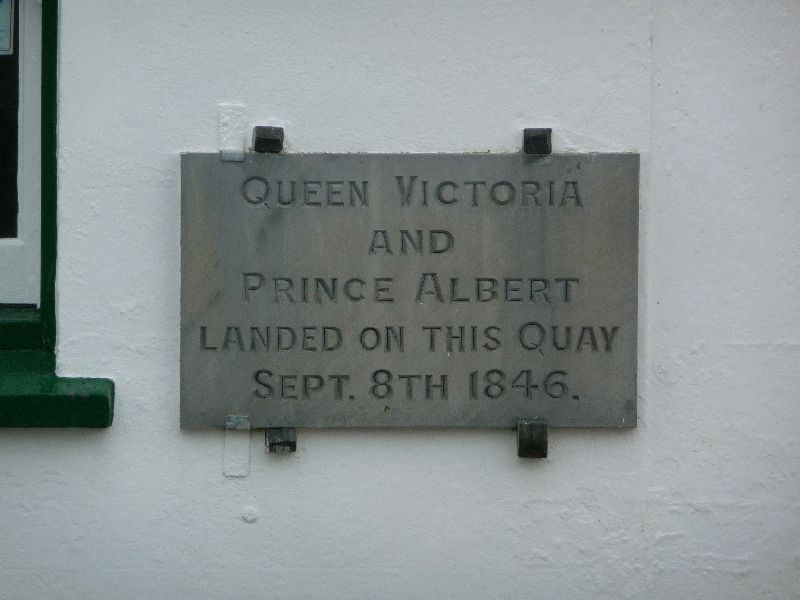 QUEEN VICTORIA
AND
PRINCE ALBERT
LANDED ON THIS QUAY
SEPT. 8TH 1846.